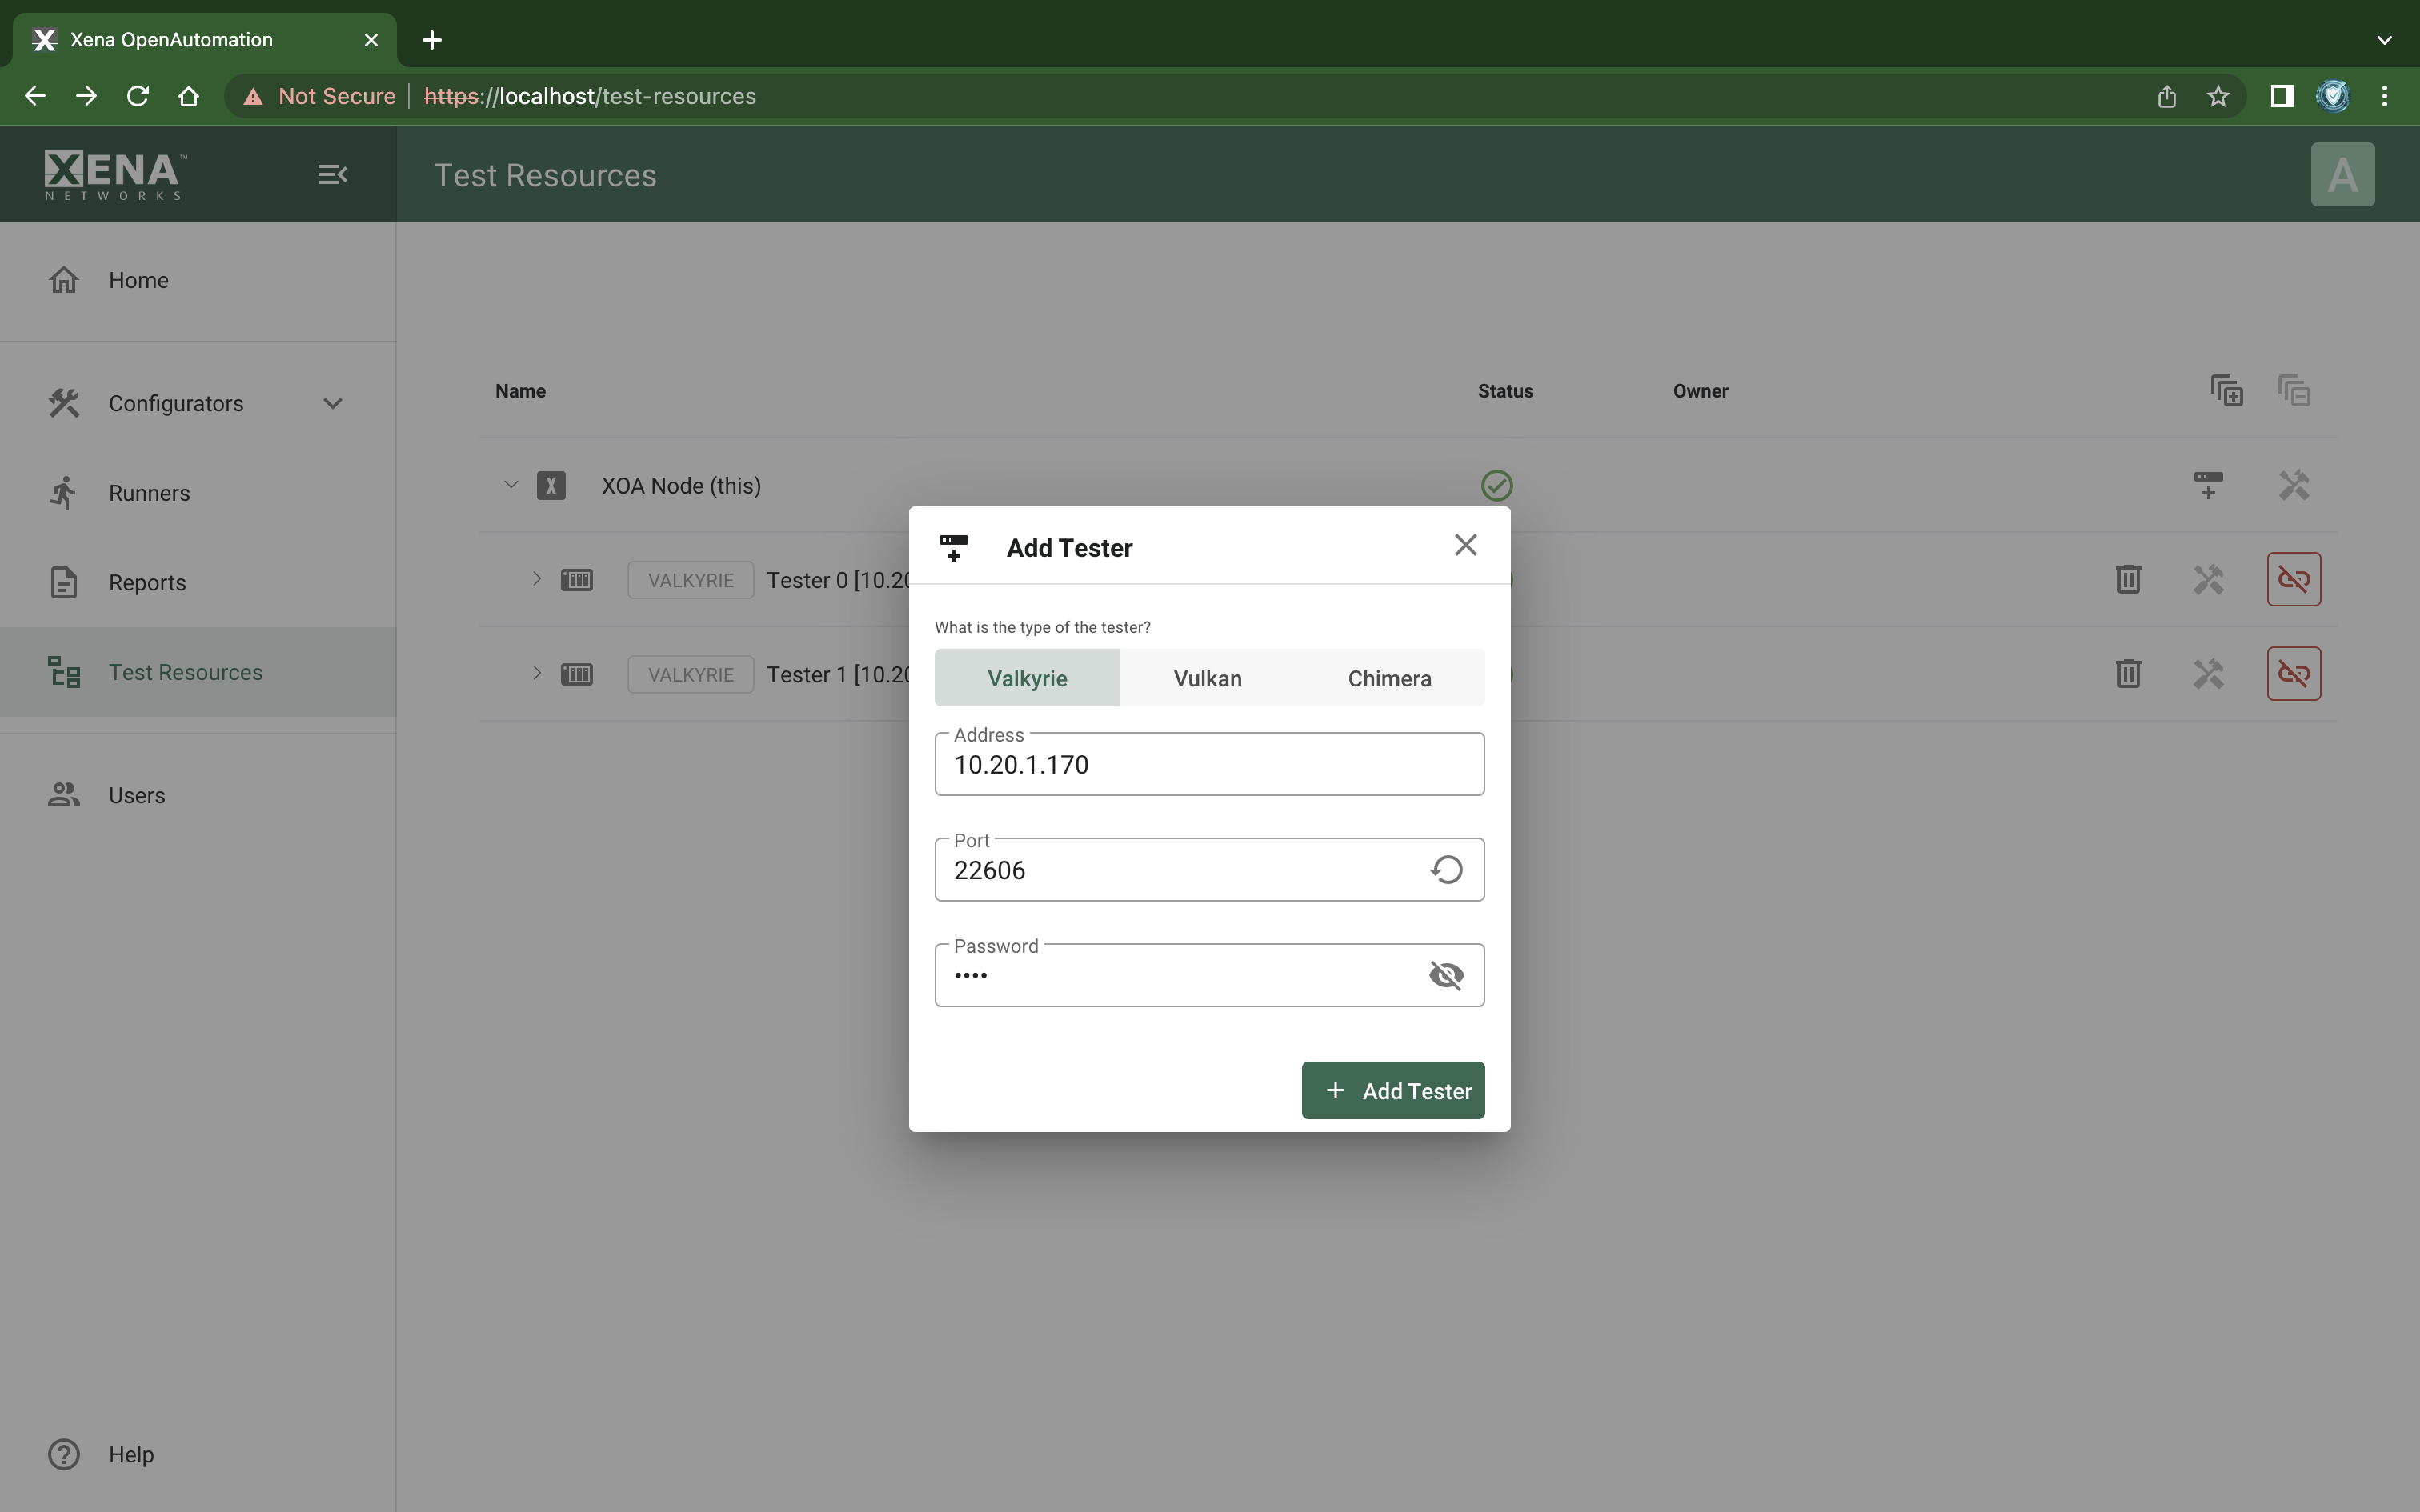 Xena OpenAutomation
Not Secure https://localhost/test-resources
XENA™
NETWORKS
Test Resources
A
Home
Configurators
Runners
Reports
Test Resources
Users
Help
Name Status Owner
X XOA Node (this)
VALKYRIE Tester 0 [10.20
VALKYRIE Tester 1 [10.20
Add Tester
What is the type of the tester?
Valkyrie Vulkan Chimera
Address
10.20.1.170
Port
22606
Password
••••
+ Add Tester